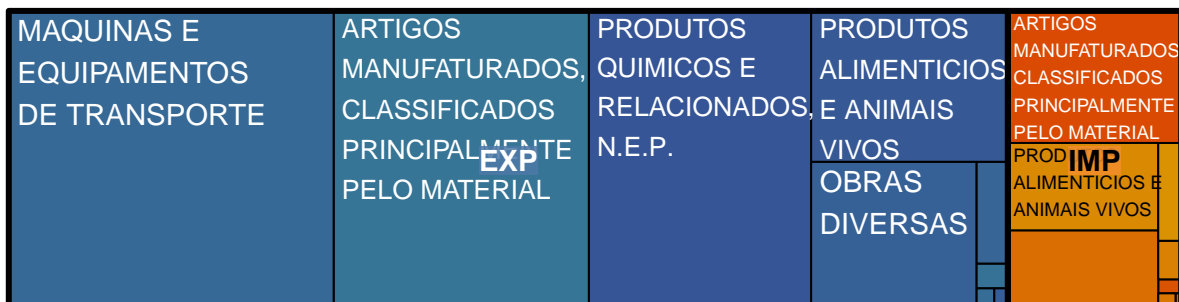 MAQUINAS E
EQUIPAMENTOS
DE TRANSPORTE
ARTIGOS
MANUFATURADOS,
CLASSIFICADOS
PRINCIPALMENTE
PELO MATERIAL
EXP
PRODUTOS
QUIMICOS E
RELACIONADOS,
N.E.P.
PRODUTOS
ALIMENTICIOS
E ANIMAIS
VIVOS
OBRAS
DIVERSAS
ARTIGOS
MANUFATURADOS
CLASSIFICADOS
PRINCIPALMENTE
PELO MATERIAL
PROD
IMP
ALIMENTICIOS E
ANIMAIS VIVOS